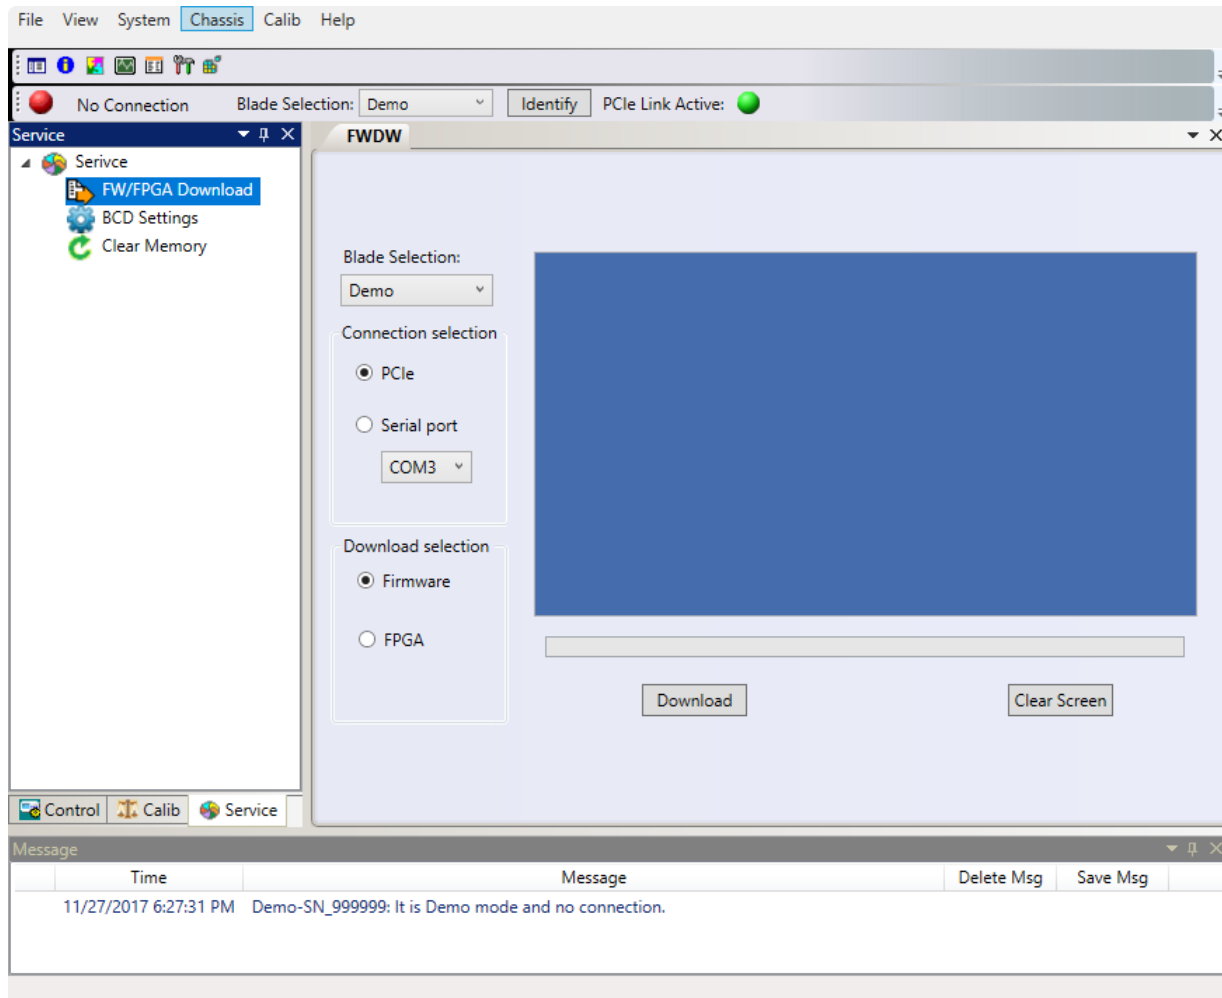 File View System Chassis Calib Help
No Connection Blade Selection: Demo Identify PCIe Link Active:
Service
FWDW
Serivce
FW/FPGA Download
BCD Settings
Clear Memory
Blade Selection:
Demo
Connection selection
PCIe
Serial port
COM3
Download selection
Firmware
FPGA
Download Clear Screen
Control Calib Service
Message
Time Message Delete Msg Save Msg
11/27/2017 6:27:31 PM Demo-SN_999999: It is Demo mode and no connection.